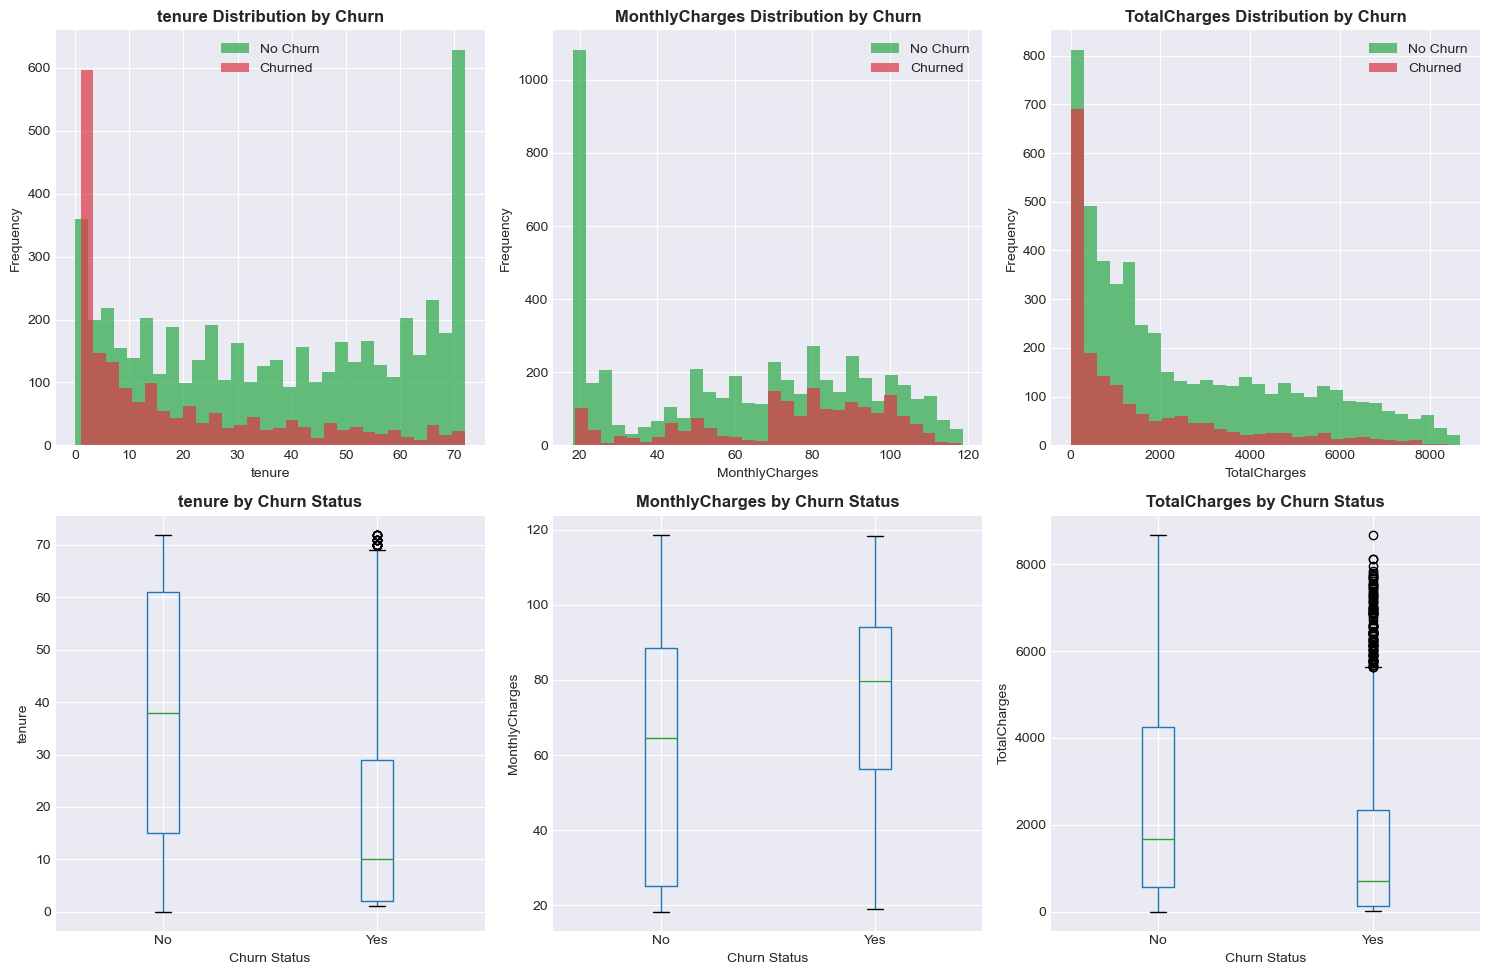 tenure Distribution by Churn
No Churn
Churned
600
500
400
300
200
100
0
Frequency
0 10 20 30 40 50 60 70
tenure
MonthlyCharges Distribution by Churn
No Churn
Churned
1000
800
600
400
200
0
Frequency
20 40 60 80 100 120
MonthlyCharges
TotalCharges Distribution by Churn
No Churn
Churned
800
700
600
500
400
300
200
100
0
Frequency
0 2000 4000 6000 8000
TotalCharges
tenure by Churn Status
70
60
50
40
30
20
10
0
tenure
No Yes
Churn Status
MonthlyCharges by Churn Status
120
100
80
60
40
20
MonthlyCharges
No Yes
Churn Status
TotalCharges by Churn Status
8000
6000
4000
2000
0
TotalCharges
No Yes
Churn Status